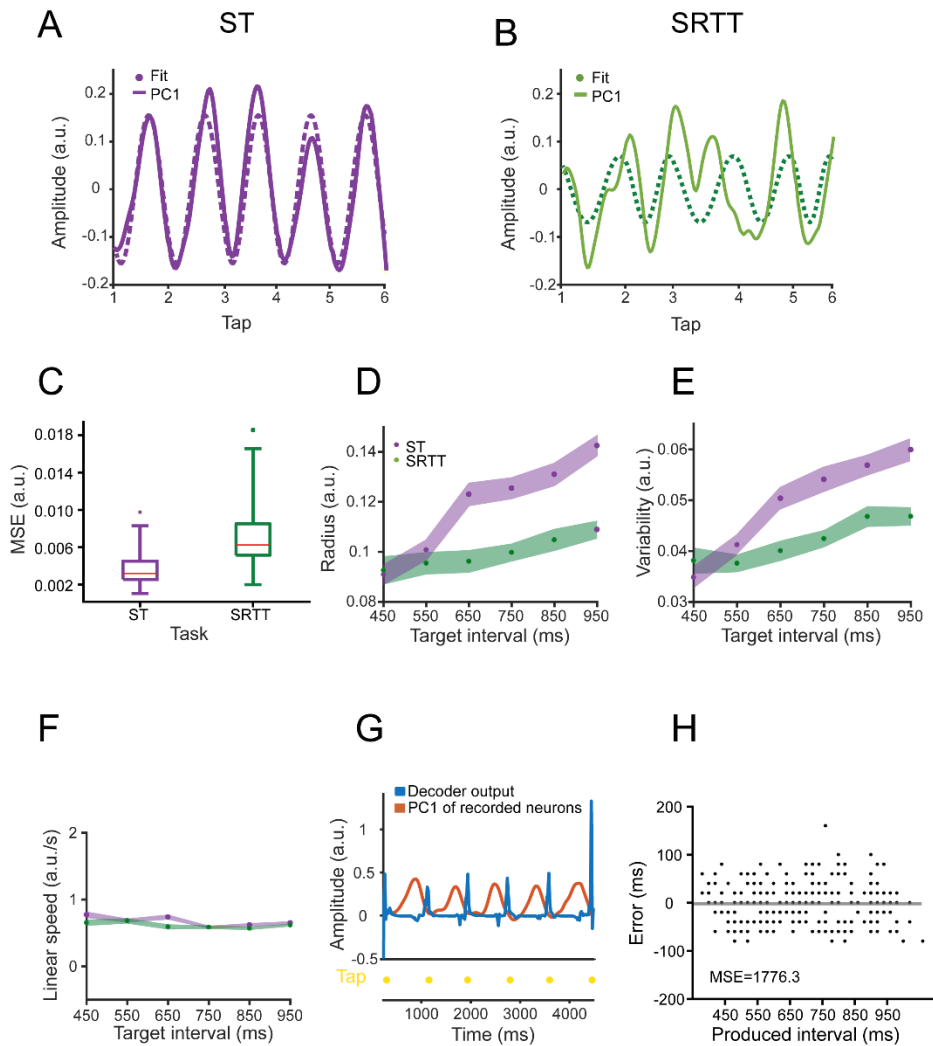 ST
SRTT
A
B
Fit
PC1
Amplitude (a.u.)
0.2
0.1
0
-0.1
-0.2
1 2 3 4 5 6
Tap
Fit
PC1
Amplitude (a.u.)
0.2
0.1
0
-0.1
-0.2
1 2 3 4 5 6
Tap
C
D
E
MSE (a.u.)
0.018
0.014
0.010
0.006
0.002
ST SRTT
Task
ST
SRTT
Radius (a.u.)
0.14
0.12
0.1
0.08
450 550 650 750 850 950
Target interval (ms)
Variability (a.u.)
0.06
0.05
0.04
0.03
450 550 650 750 850 950
Target interval (ms)
F
G
H
Linear speed (a.u./s)
2
1
0
450 550 650 750 850 950
Target interval (ms)
Decoder output
PC1 of recorded neurons
Amplitude (a.u.)
1
0.5
0
-0.5
Tap
1000 2000 3000 4000
Time (ms)
Error (ms)
200
100
0
-100
-200
MSE=1776.3
450 550 650 750 850 950
Produced interval (ms)